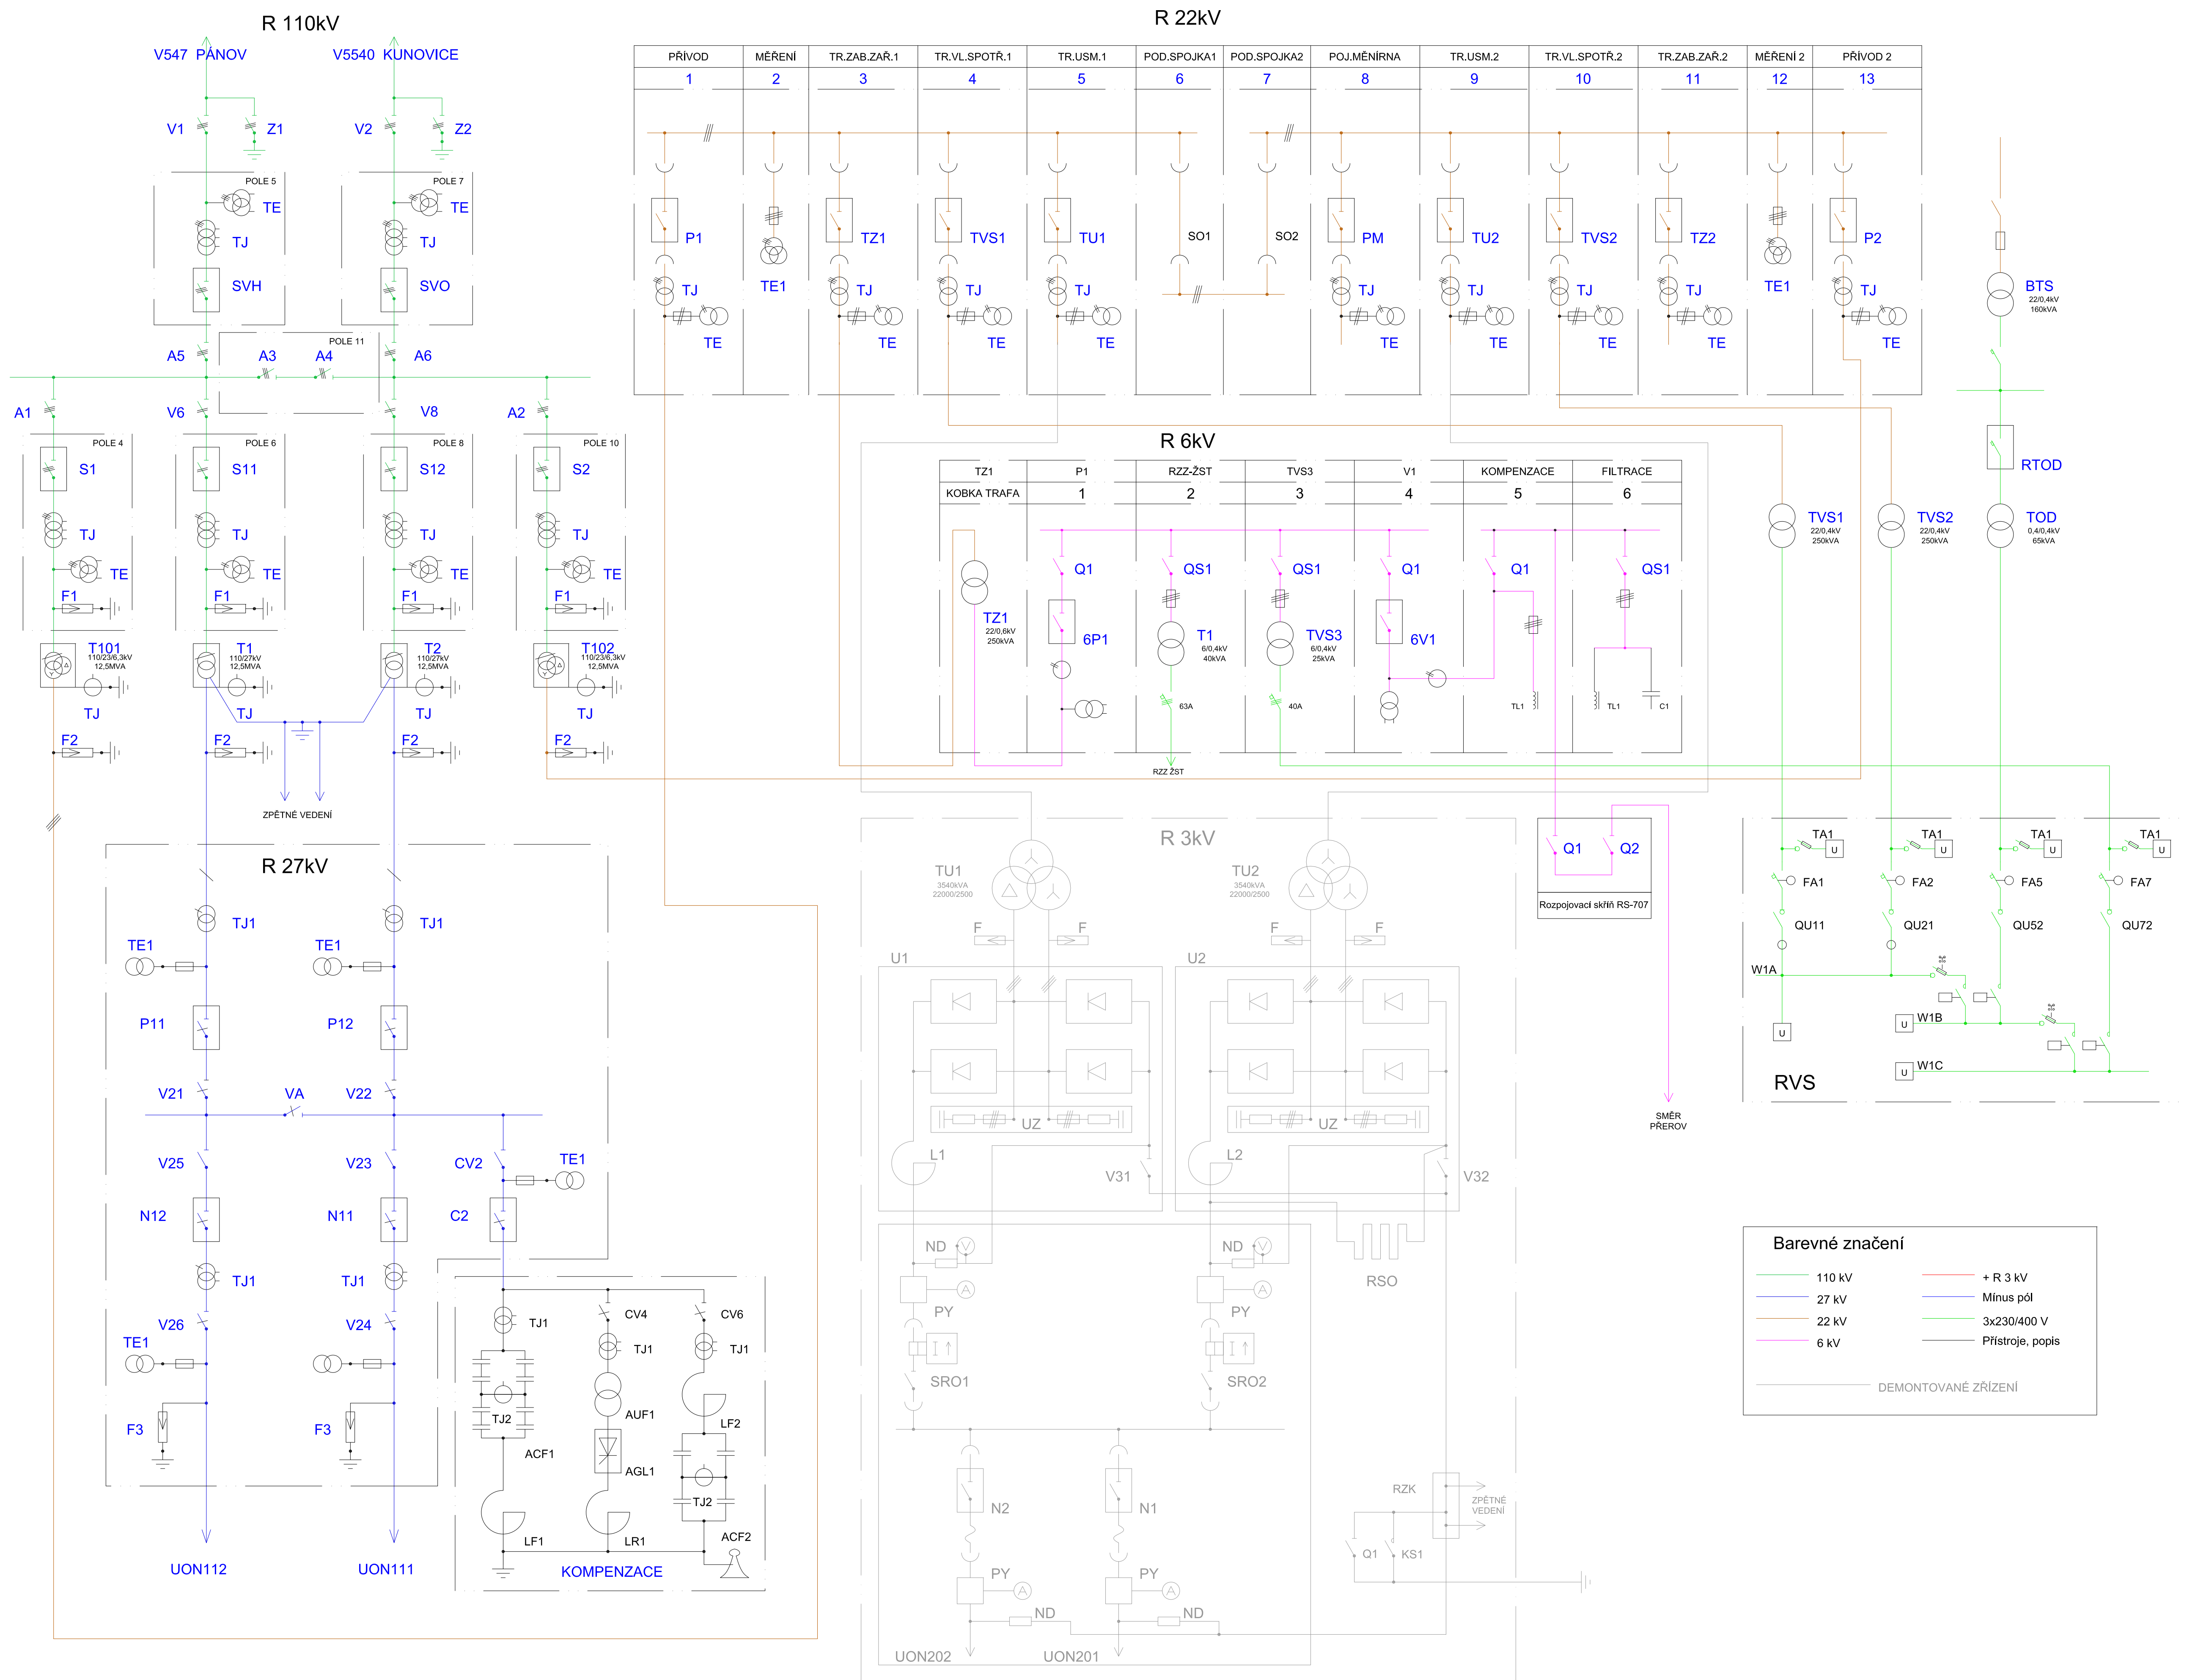 R 110kV
V547 PÁNOV
V5540 KUNOVICE
V1
Z1
V2
Z2
POLE 5
POLE 7
TE
TE
TJ
TJ
SVH
SVO
POLE 11
A5
A3
A4
A6
A1
V6
V8
A2
POLE 4
POLE 6
POLE 8
POLE 10
S1
S11
S12
S2
TJ
TJ
TJ
TJ
TE
TE
TE
TE
F1
F1
F1
F1
T101
110/23/6,3kV
12,5MVA
T1
110/27kV
12,5MVA
T2
110/27kV
12,5MVA
T102
110/23/6,3kV
12,5MVA
TJ
TJ
TJ
TJ
F2
F2
F2
F2
ZPĚTNÉ VEDENÍ
R 27kV
TJ1
TJ1
TE1
TE1
P11
P12
V21
VA
V22
V25
V23
CV2
TE1
N12
N11
C2
TJ1
TJ1
V26
V24
TE1
F3
F3
UON112
UON111
CV4
CV6
TJ1
TJ1
TJ1
TJ2
AUF1
LF2
ACF1
AGL1
TJ2
LF1
LR1
ACF2
KOMPENZACE
R 22kV
PŘÍVOD
MĚŘENÍ
TR.ZAB.ZAŘ.1
TR.VL.SPOTŘ.1
TR.USM.1
POD.SPOJKA1
POD.SPOJKA2
POJ.MĚNÍRNA
TR.USM.2
TR.VL.SPOTŘ.2
TR.ZAB.ZAŘ.2
MĚŘENÍ 2
PŘÍVOD 2
1
2
3
4
5
6
7
8
9
10
11
12
13
P1
TZ1
TVS1
TU1
SO1
SO2
PM
TU2
TVS2
TZ2
P2
TJ
TE1
TJ
TJ
TJ
TJ
TJ
TJ
TJ
TE1
TJ
TE
TE
TE
TE
TE
TE
TE
TE
TE
BTS
22/0,4kV
160kVA
RTOD
TVS1
22/0,4kV
250kVA
TVS2
22/0,4kV
250kVA
TOD
0,4/0,4kV
65kVA
R 6kV
TZ1
P1
RZZ-ŽST
TVS3
V1
KOMPENZACE
FILTRACE
KOBKA TRAFA
1
2
3
4
5
6
Q1
QS1
QS1
Q1
Q1
QS1
TZ1
22/0,6kV
250kVA
6P1
T1
6/0,4kV
40kVA
TVS3
6/0,4kV
25kVA
6V1
63A
40A
TL1
TL1
C1
RZZ ŽST
R 3kV
TU1
3540kVA
22000/2500
TU2
3540kVA
22000/2500
F
F
F
F
U1
U2
UZ
UZ
L1
L2
V31
V32
ND
V
ND
V
RSO
A
A
PY
PY
SRO1
SRO2
N2
N1
RZK
ZPĚTNÉ
VEDENÍ
Q1
KS1
PY
A
PY
A
ND
ND
UON202
UON201
Q1
Q2
Rozpojovací skříň RS-707
SMĚR
PŘEROV
TA1
TA1
TA1
TA1
U
U
U
U
FA1
FA2
FA5
FA7
QU11
QU21
QU52
QU72
W1A
U
U
W1B
U
W1C
RVS
Barevné značení
110 kV
+ R 3 kV
27 kV
Mínus pól
22 kV
3x230/400 V
6 kV
Přístroje, popis
DEMONTOVANÉ ZŘÍZENÍ